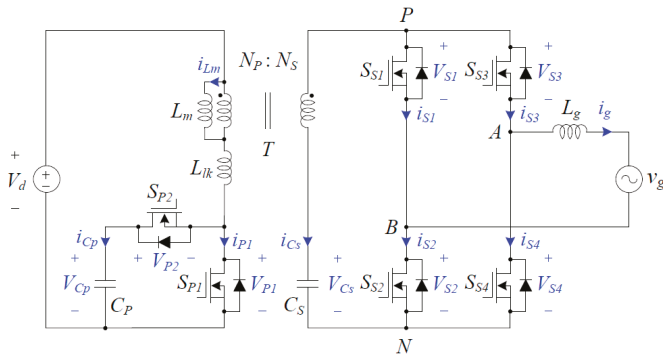 P
N_P : N_S
i_Lm
S_S1
+
V_S1
−
S_S3
+
V_S3
−
L_m
i_S1
i_S3
L_g
i_g
A
T
L_lk
+
V_d
−
v_g
S_P2
B
i_Cp
+
V_P2
−
i_P1
i_Cs
i_S2
i_S4
+
V_Cp
−
C_P
S_P1
+
V_P1
−
C_S
+
V_Cs
−
S_S2
+
V_S2
−
S_S4
+
V_S4
−
N